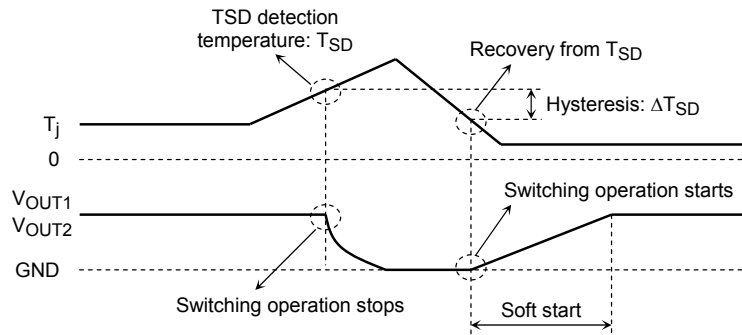 TSD detection
temperature: TSD
Recovery from TSD
Hysteresis: ΔTSD
Tj
0
VOUT1
VOUT2
Switching operation starts
GND
Switching operation stops
Soft start